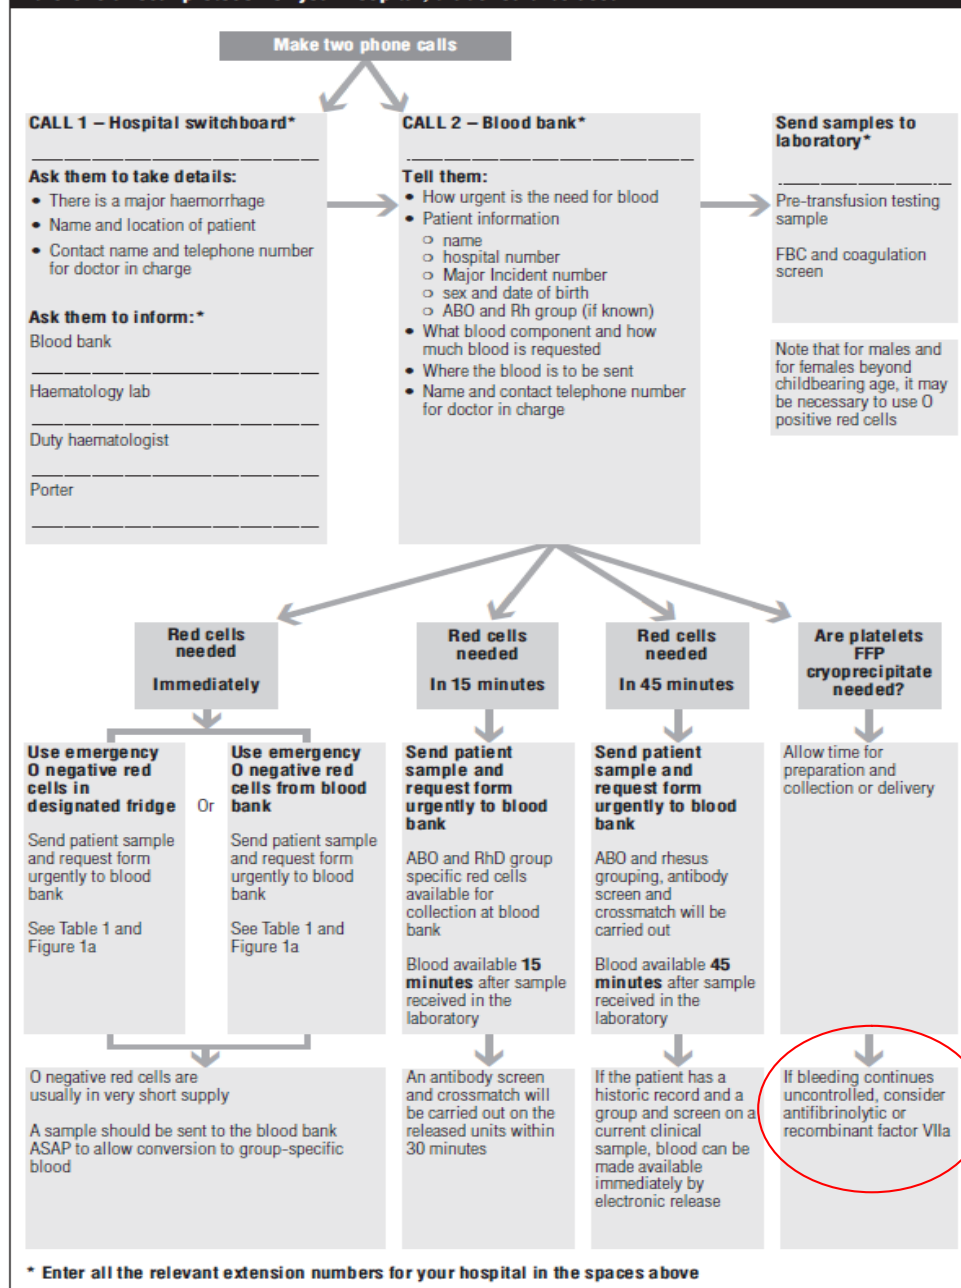 Make two phone calls
CALL 1 – Hospital switchboard*
Ask them to take details:
• There is a major haemorrhage
• Name and location of patient
• Contact name and telephone number
for doctor in charge
Ask them to inform:*
Blood bank
Haematology lab
Duty haematologist
Porter
CALL 2 – Blood bank*
Tell them:
• How urgent is the need for blood
• Patient information
○ name
○ hospital number
○ Major Incident number
○ sex and date of birth
○ ABO and Rh group (if known)
• What blood component and how
much blood is requested
• Where the blood is to be sent
• Name and contact telephone number
for doctor in charge
Send samples to
laboratory*
Pre-transfusion testing
sample
FBC and coagulation
screen
Note that for males and
for females beyond
childbearing age, it may
be necessary to use O
positive red cells
Red cells
needed
Immediately
Red cells
needed
In 15 minutes
Red cells
needed
In 45 minutes
Are platelets
FFP
cryoprecipitate
needed?
Use emergency
O negative red
cells in
designated fridge
Send patient sample
and request form
urgently to blood
bank
See Table 1 and
Figure 1a
Or
Use emergency
O negative red
cells from blood
bank
Send patient sample
and request form
urgently to blood
bank
See Table 1 and
Figure 1a
Send patient
sample and
request form
urgently to blood
bank
ABO and RhD group
specific red cells
available for
collection at blood
bank
Blood available 15
minutes after sample
received in the
laboratory
Send patient
sample and
request form
urgently to blood
bank
ABO and rhesus
grouping, antibody
screen and
crossmatch will be
carried out
Blood available 45
minutes after sample
received in the
laboratory
Allow time for
preparation and
collection or delivery
O negative red cells are
usually in very short supply
A sample should be sent to the blood bank
ASAP to allow conversion to group-specific
blood
An antibody screen
and crossmatch will
be carried out on the
released units within
30 minutes
If the patient has a
historic record and a
group and screen on a
current clinical
sample, blood can be
made available
immediately by
electronic release
If bleeding continues
uncontrolled, consider
antifibrinolytic or
recombinant factor VIIa
* Enter all the relevant extension numbers for your hospital in the spaces above